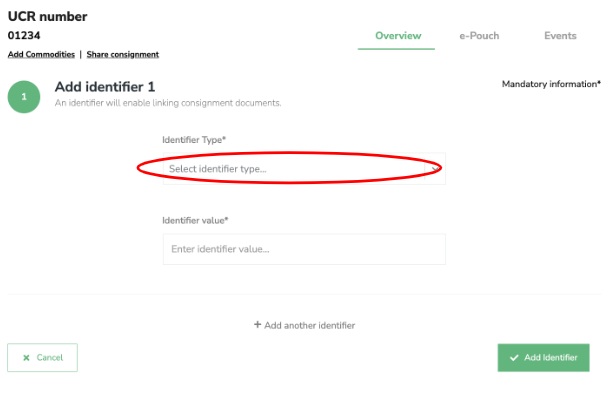 UCR number
01234
Overview e-Pouch Events
Add Commodities | Share consignment
1 Add identifier 1 Mandatory information*
An identifier will enable linking consignment documents.
Identifier Type*
Select identifier type...
Identifier value*
Enter identifier value...
+ Add another identifier
Cancel Add Identifier